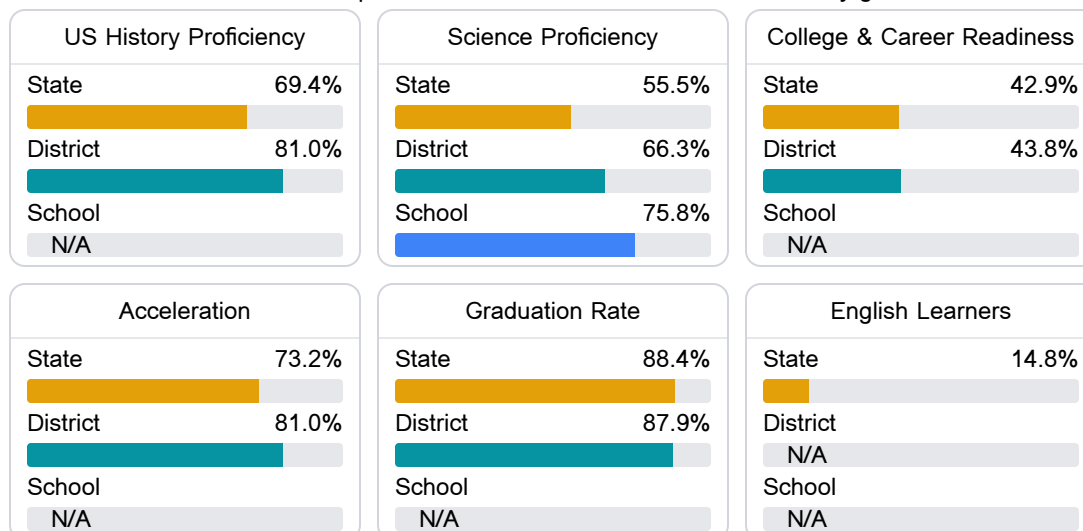 US History Proficiency
State 69.4%
District 81.0%
School
N/A
Science Proficiency
State 55.5%
District 66.3%
School 75.8%
College & Career Readiness
State 42.9%
District 43.8%
School
N/A
Acceleration
State 73.2%
District 81.0%
School
N/A
Graduation Rate
State 88.4%
District 87.9%
School
N/A
English Learners
State 14.8%
District
N/A
School
N/A